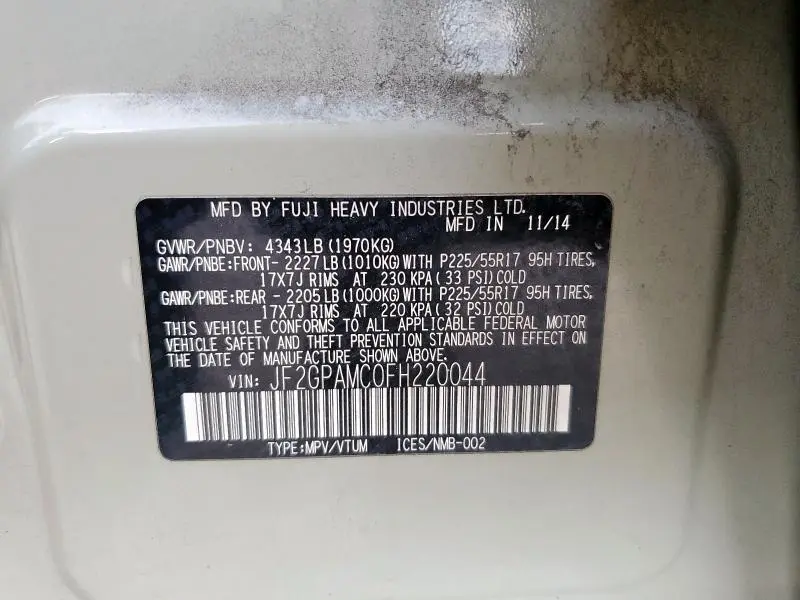 MFD BY FUJI HEAVY INDUSTRIES LTD.
MFD IN 11/14
GVWR/PNBV: 4343LB(1970KG)
GAWR/PNBE:FRONT- 2227LB(1010KG)WITH P225/55R17 95H TIRES,
17X7J RIMS AT 230 KPA(33 PSI)COLD
GAWR/PNBE:REAR - 2205LB(1000KG)WITH P225/55R17 95H TIRES,
17X7J RIMS AT 220 KPA(32 PSI)COLD
THIS VEHICLE CONFORMS TO ALL APPLICABLE FEDERAL MOTOR
VEHICLE SAFETY AND THEFT PREVENTION STANDARDS IN EFFECT ON
THE DATE OF MANUFACTURE SHOWN ABOVE.
VIN: JF2GPAMC0FH220044
TYPE:MPV/VTUM ICES/NMB-002